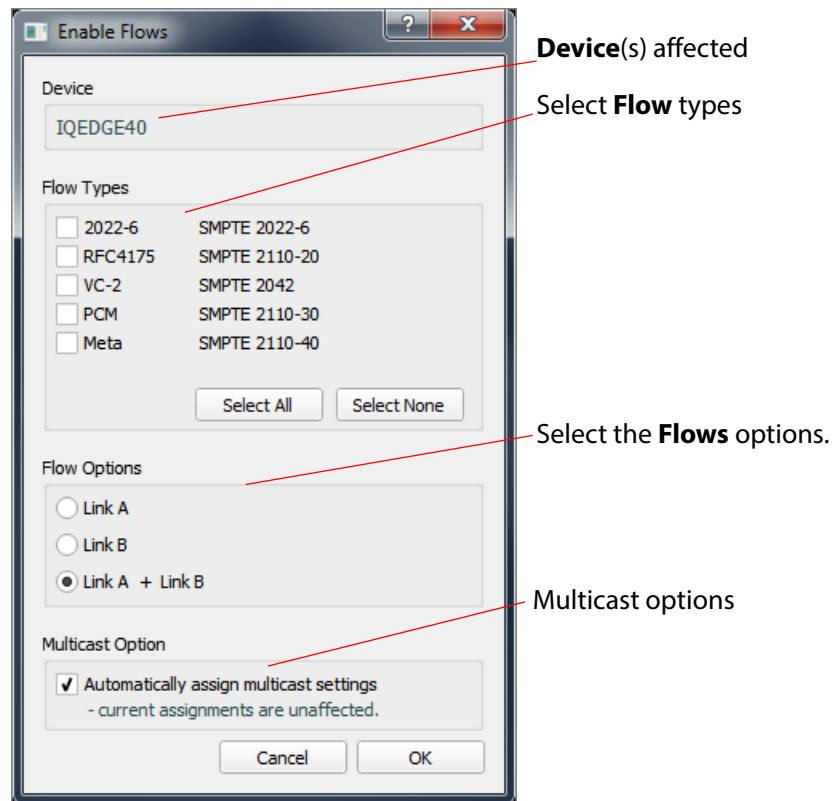 Enable Flows ? X
Device(s) affected
Device
IQEDGE40
Select Flow types
Flow Types
2022-6 SMPTE 2022-6
RFC4175 SMPTE 2110-20
VC-2 SMPTE 2042
PCM SMPTE 2110-30
Meta SMPTE 2110-40
Select All Select None
Select the Flows options.
Flow Options
Link A
Link B
Link A + Link B
Multicast options
Multicast Option
Automatically assign multicast settings
- current assignments are unaffected.
Cancel OK